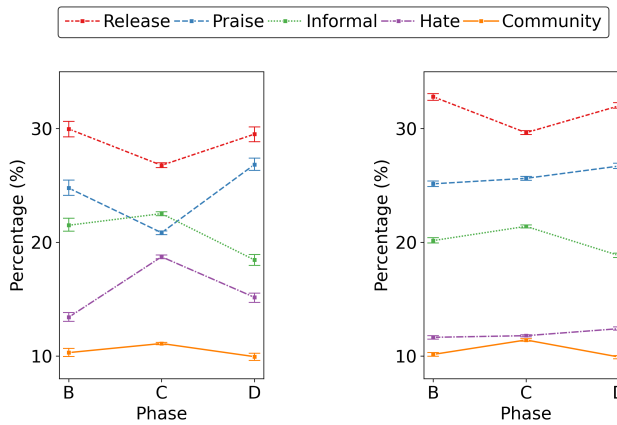 Release Praise Informal Hate Community
Percentage (%)
30
20
10
B C D
Phase
Percentage (%)
30
20
10
B C D
Phase